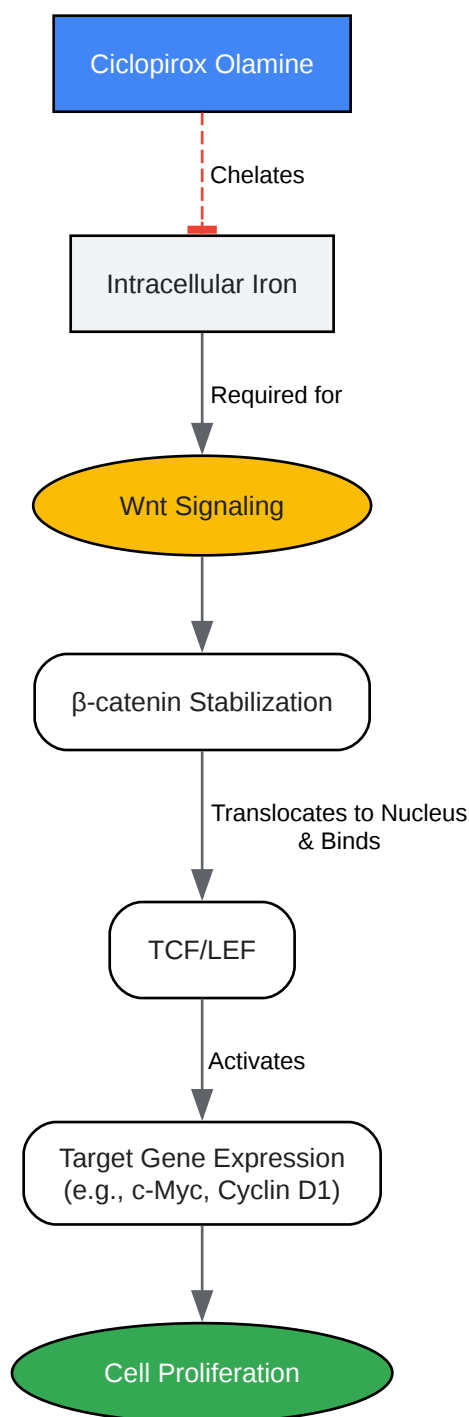 Ciclopirox Olamine
Chelates
Intracellular Iron
Required for
Wnt Signaling
β-catenin Stabilization
Translocates to Nucleus
& Binds
TCF/LEF
Activates
Target Gene Expression
(e.g., c-Myc, Cyclin D1)
Cell Proliferation